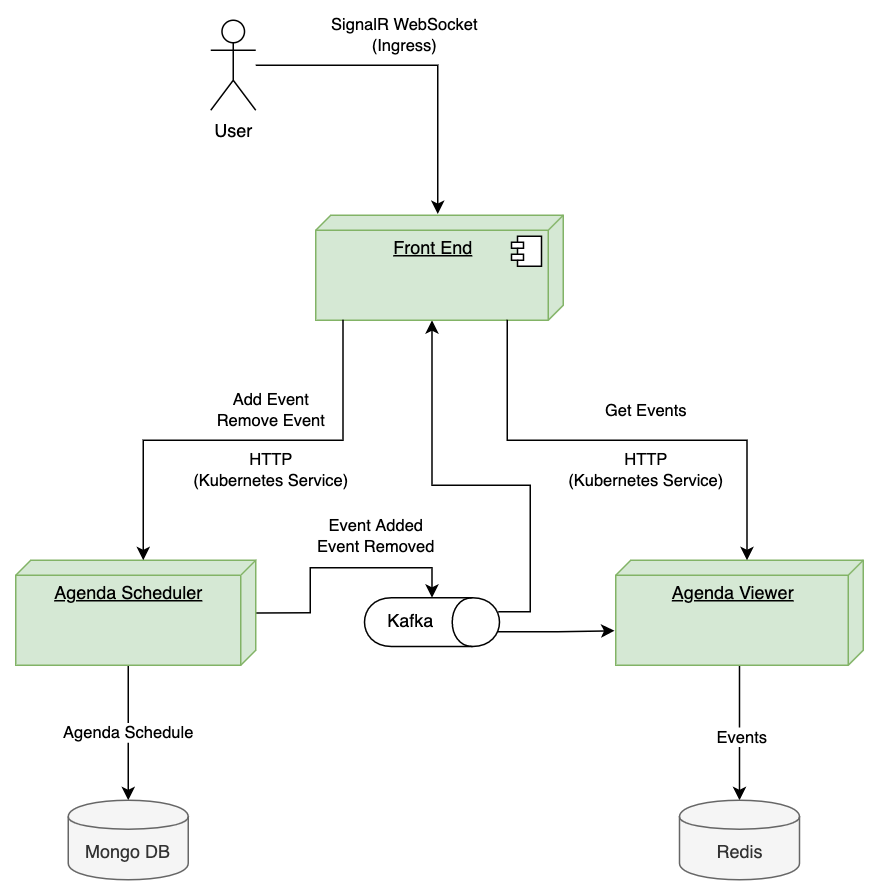 SignalR WebSocket
(Ingress)
User
Front End
Add Event
Remove Event
Get Events
HTTP
(Kubernetes Service)
HTTP
(Kubernetes Service)
Event Added
Event Removed
Agenda Scheduler
Kafka
Agenda Viewer
Agenda Schedule
Events
Mongo DB
Redis